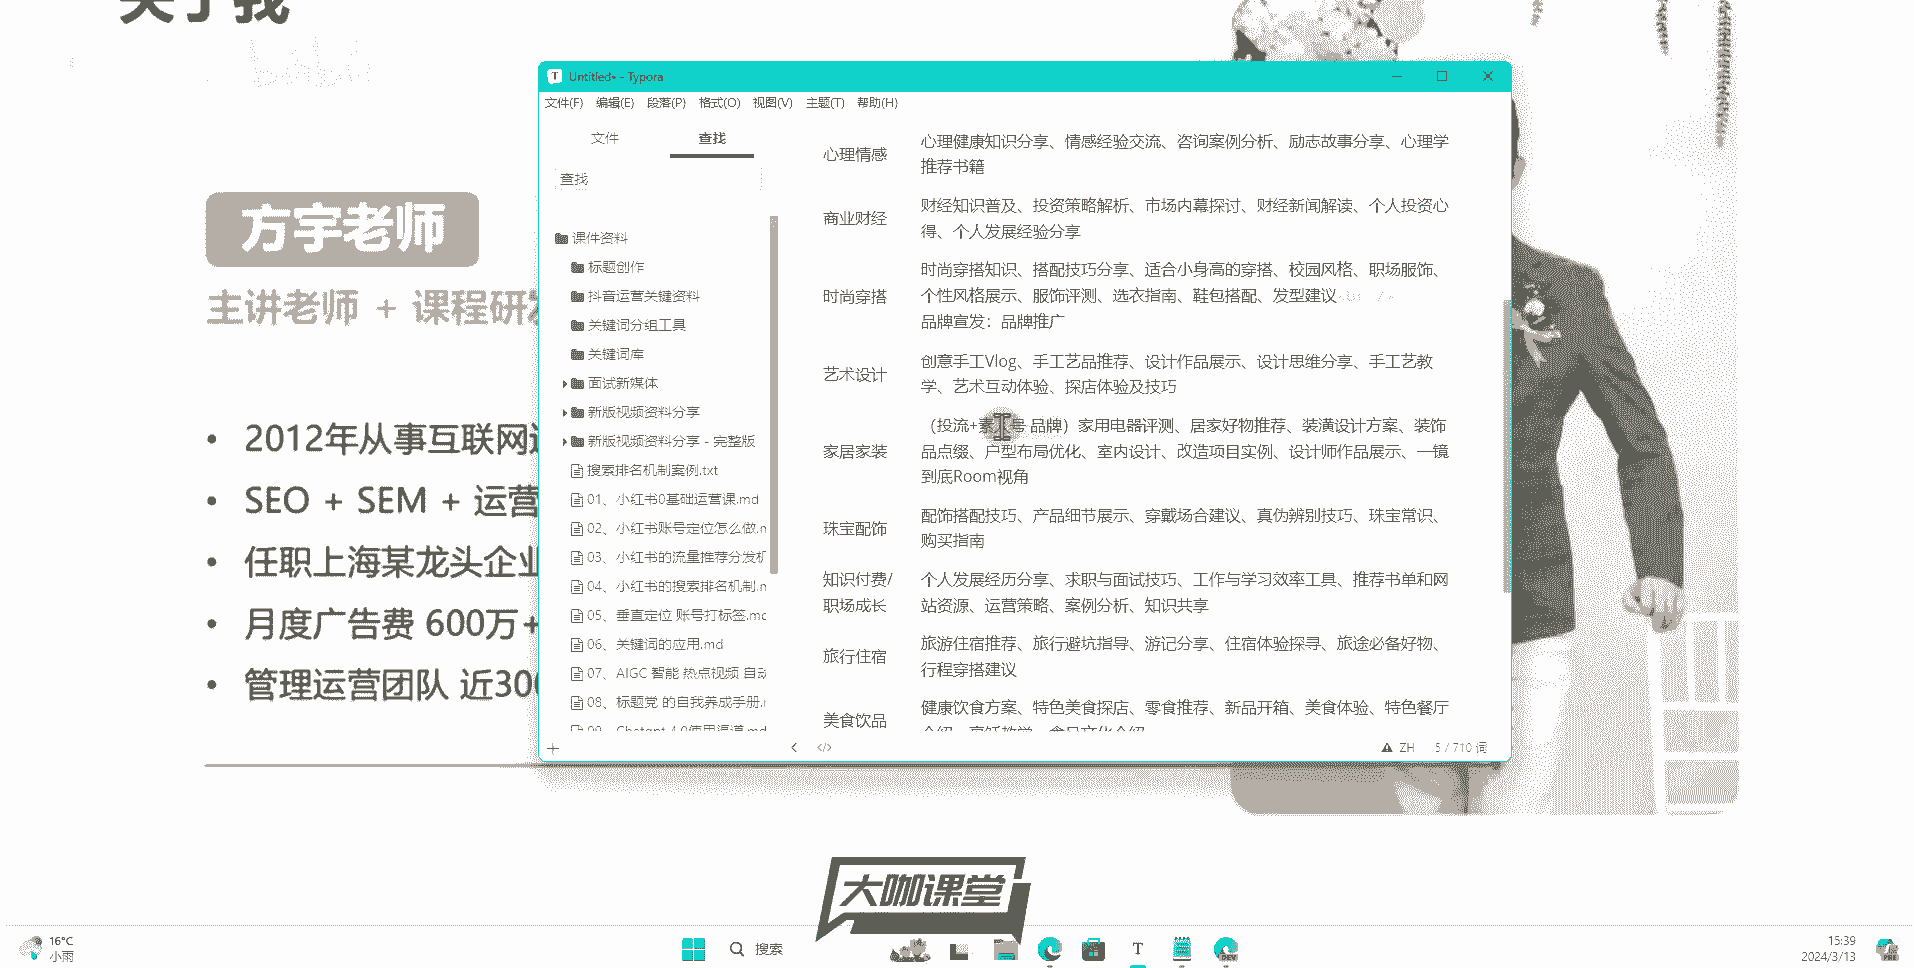 关于我
方宇老师
主讲老师 + 课程研发
2012年从事互联网
SEO + SEM + 运营
任职上海某龙头企业
月度广告费 600万+
管理运营团队 近300
Untitled• - Typora
文件(F) 编辑(E) 段落(P) 格式(O) 视图(V) 主题(T) 帮助(H)
文件 查找
查找
课件资料
标题创作
抖音运营关键资料
关键词分组工具
关键词库
面试新媒体
新版视频资料分享
新版视频资料分享 - 完整版
搜索排名机制案例.txt
01、小红书0基础运营课.md
02、小红书账号定位怎么做.m
03、小红书的流量推荐分发机
04、小红书的搜索排名机制.m
05、垂直定位 账号打标签.md
06、关键词的应用.md
07、AIGC 智能 热点视频 自动
08、标题党 的自我养成手册.m
09、Chatgpt 4.0使用渠道.md
心理情感
心理健康知识分享、情感经验交流、咨询案例分析、励志故事分享、心理学
推荐书籍
商业财经
财经知识普及、投资策略解析、市场内幕探讨、财经新闻解读、个人投资心
得、个人发展经验分享
时尚穿搭
时尚穿搭知识、搭配技巧分享、适合小身高的穿搭、校园风格、职场服饰、
个性风格展示、服饰评测、选衣指南、鞋包搭配、发型建议
品牌宣发：品牌推广
艺术设计
创意手工Vlog、手工艺品推荐、设计作品展示、设计思维分享、手工艺教
学、艺术互动体验、探店体验及技巧
家居家装
（投流+素 号 品牌）家用电器评测、居家好物推荐、装潢设计方案、装饰
品点缀、户型布局优化、室内设计、改造项目实例、设计师作品展示、一镜
到底Room视角
珠宝配饰
配饰搭配技巧、产品细节展示、穿戴场合建议、真伪辨别技巧、珠宝常识、
购买指南
知识付费/
职场成长
个人发展经历分享、求职与面试技巧、工作与学习效率工具、推荐书单和网
站资源、运营策略、案例分析、知识共享
旅行住宿
旅游住宿推荐、旅行避坑指导、游记分享、住宿体验探寻、旅途必备好物、
行程穿搭建议
美食饮品
健康饮食方案、特色美食探店、零食推荐、新品开箱、美食体验、特色餐厅
介绍、烹饪教学、食品文化介绍
ZH 5 / 710 词
大咖课堂
16°C
小雨
搜索
DEV
15:39
2024/3/13
PRE